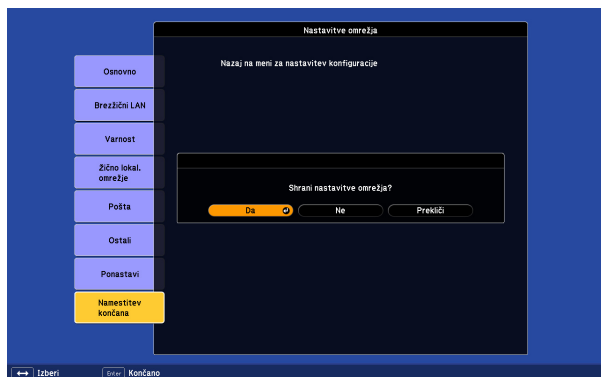 Nastavitve omrežja
Nazaj na meni za nastavitev konfiguracije
Osnovno
Brezžični LAN
Varnost
Žično lokal.
omrežje
Pošta
Ostali
Ponastavi
Namestitev
končana
Shrani nastavitve omrežja?
Da Ne Prekliči
Izberi Enter Končano